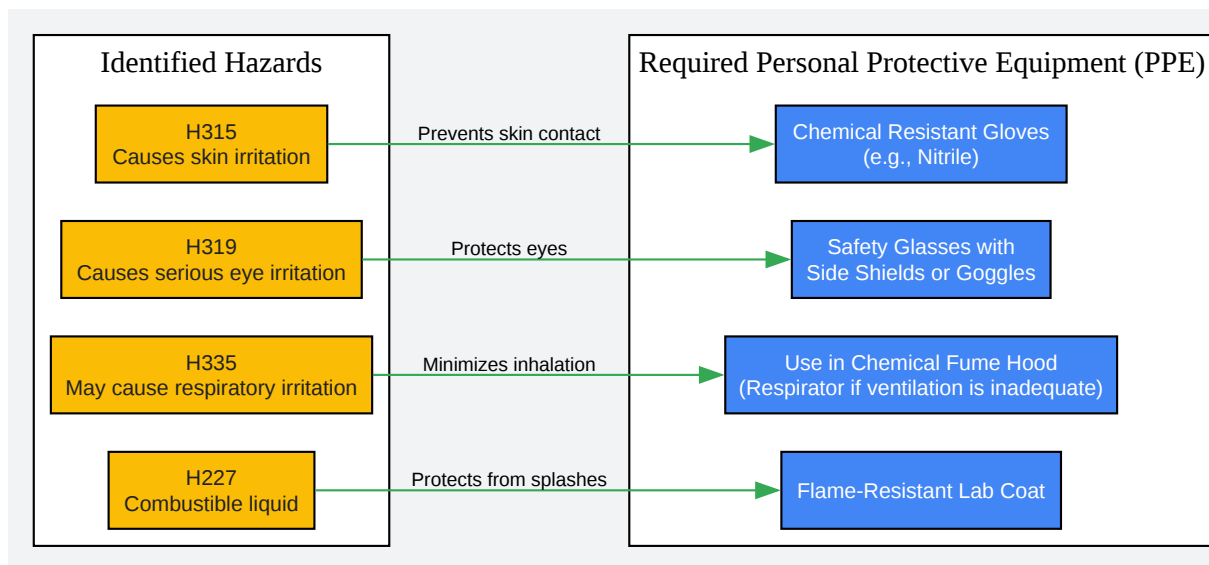 Identified Hazards
Required Personal Protective Equipment (PPE)
H315
Causes skin irritation
Prevents skin contact
Chemical Resistant Gloves
(e.g., Nitrile)
H319
Causes serious eye irritation
Protects eyes
Safety Glasses with
Side Shields or Goggles
H335
May cause respiratory irritation
Minimizes inhalation
Use in Chemical Fume Hood
(Respirator if ventilation is inadequate)
H227
Combustible liquid
Protects from splashes
Flame-Resistant Lab Coat